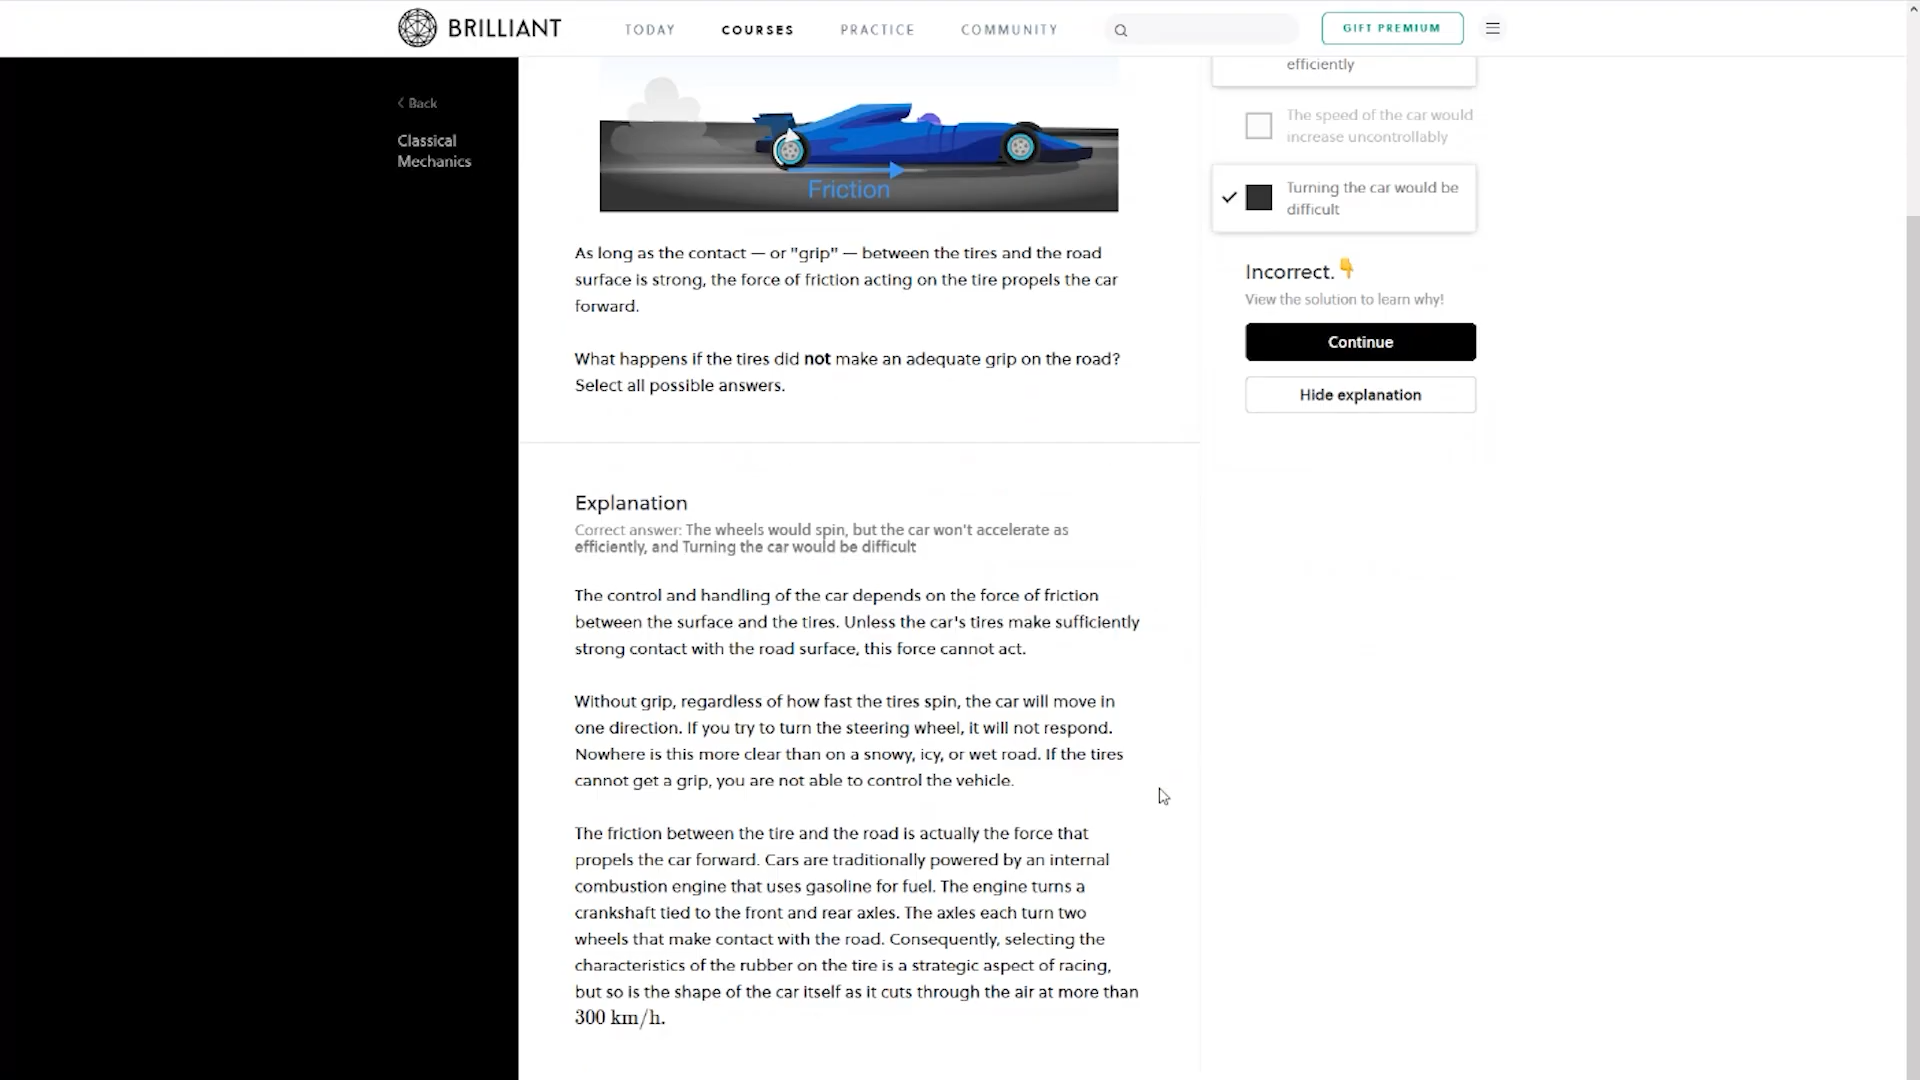 BRILLIANT
TODAY
COURSES
PRACTICE
COMMUNITY
GIFT PREMIUM
Back
Classical
Mechanics
Friction
As long as the contact — or "grip" — between the tires and the road
surface is strong, the force of friction acting on the tire propels the car
forward.
What happens if the tires did not make an adequate grip on the road?
Select all possible answers.
Explanation
Correct answer: The wheels would spin, but the car won't accelerate as
efficiently, and Turning the car would be difficult
The control and handling of the car depends on the force of friction
between the surface and the tires. Unless the car's tires make sufficiently
strong contact with the road surface, this force cannot act.
Without grip, regardless of how fast the tires spin, the car will move in
one direction. If you try to turn the steering wheel, it will not respond.
Nowhere is this more clear than on a snowy, icy, or wet road. If the tires
cannot get a grip, you are not able to control the vehicle.
The friction between the tire and the road is actually the force that
propels the car forward. Cars are traditionally powered by an internal
combustion engine that uses gasoline for fuel. The engine turns a
crankshaft tied to the front and rear axles. The axles each turn two
wheels that make contact with the road. Consequently, selecting the
characteristics of the rubber on the tire is a strategic aspect of racing,
but so is the shape of the car itself as it cuts through the air at more than
300 km/h.
efficiently
The speed of the car would
increase uncontrollably
Turning the car would be
difficult
Incorrect.
View the solution to learn why!
Continue
Hide explanation